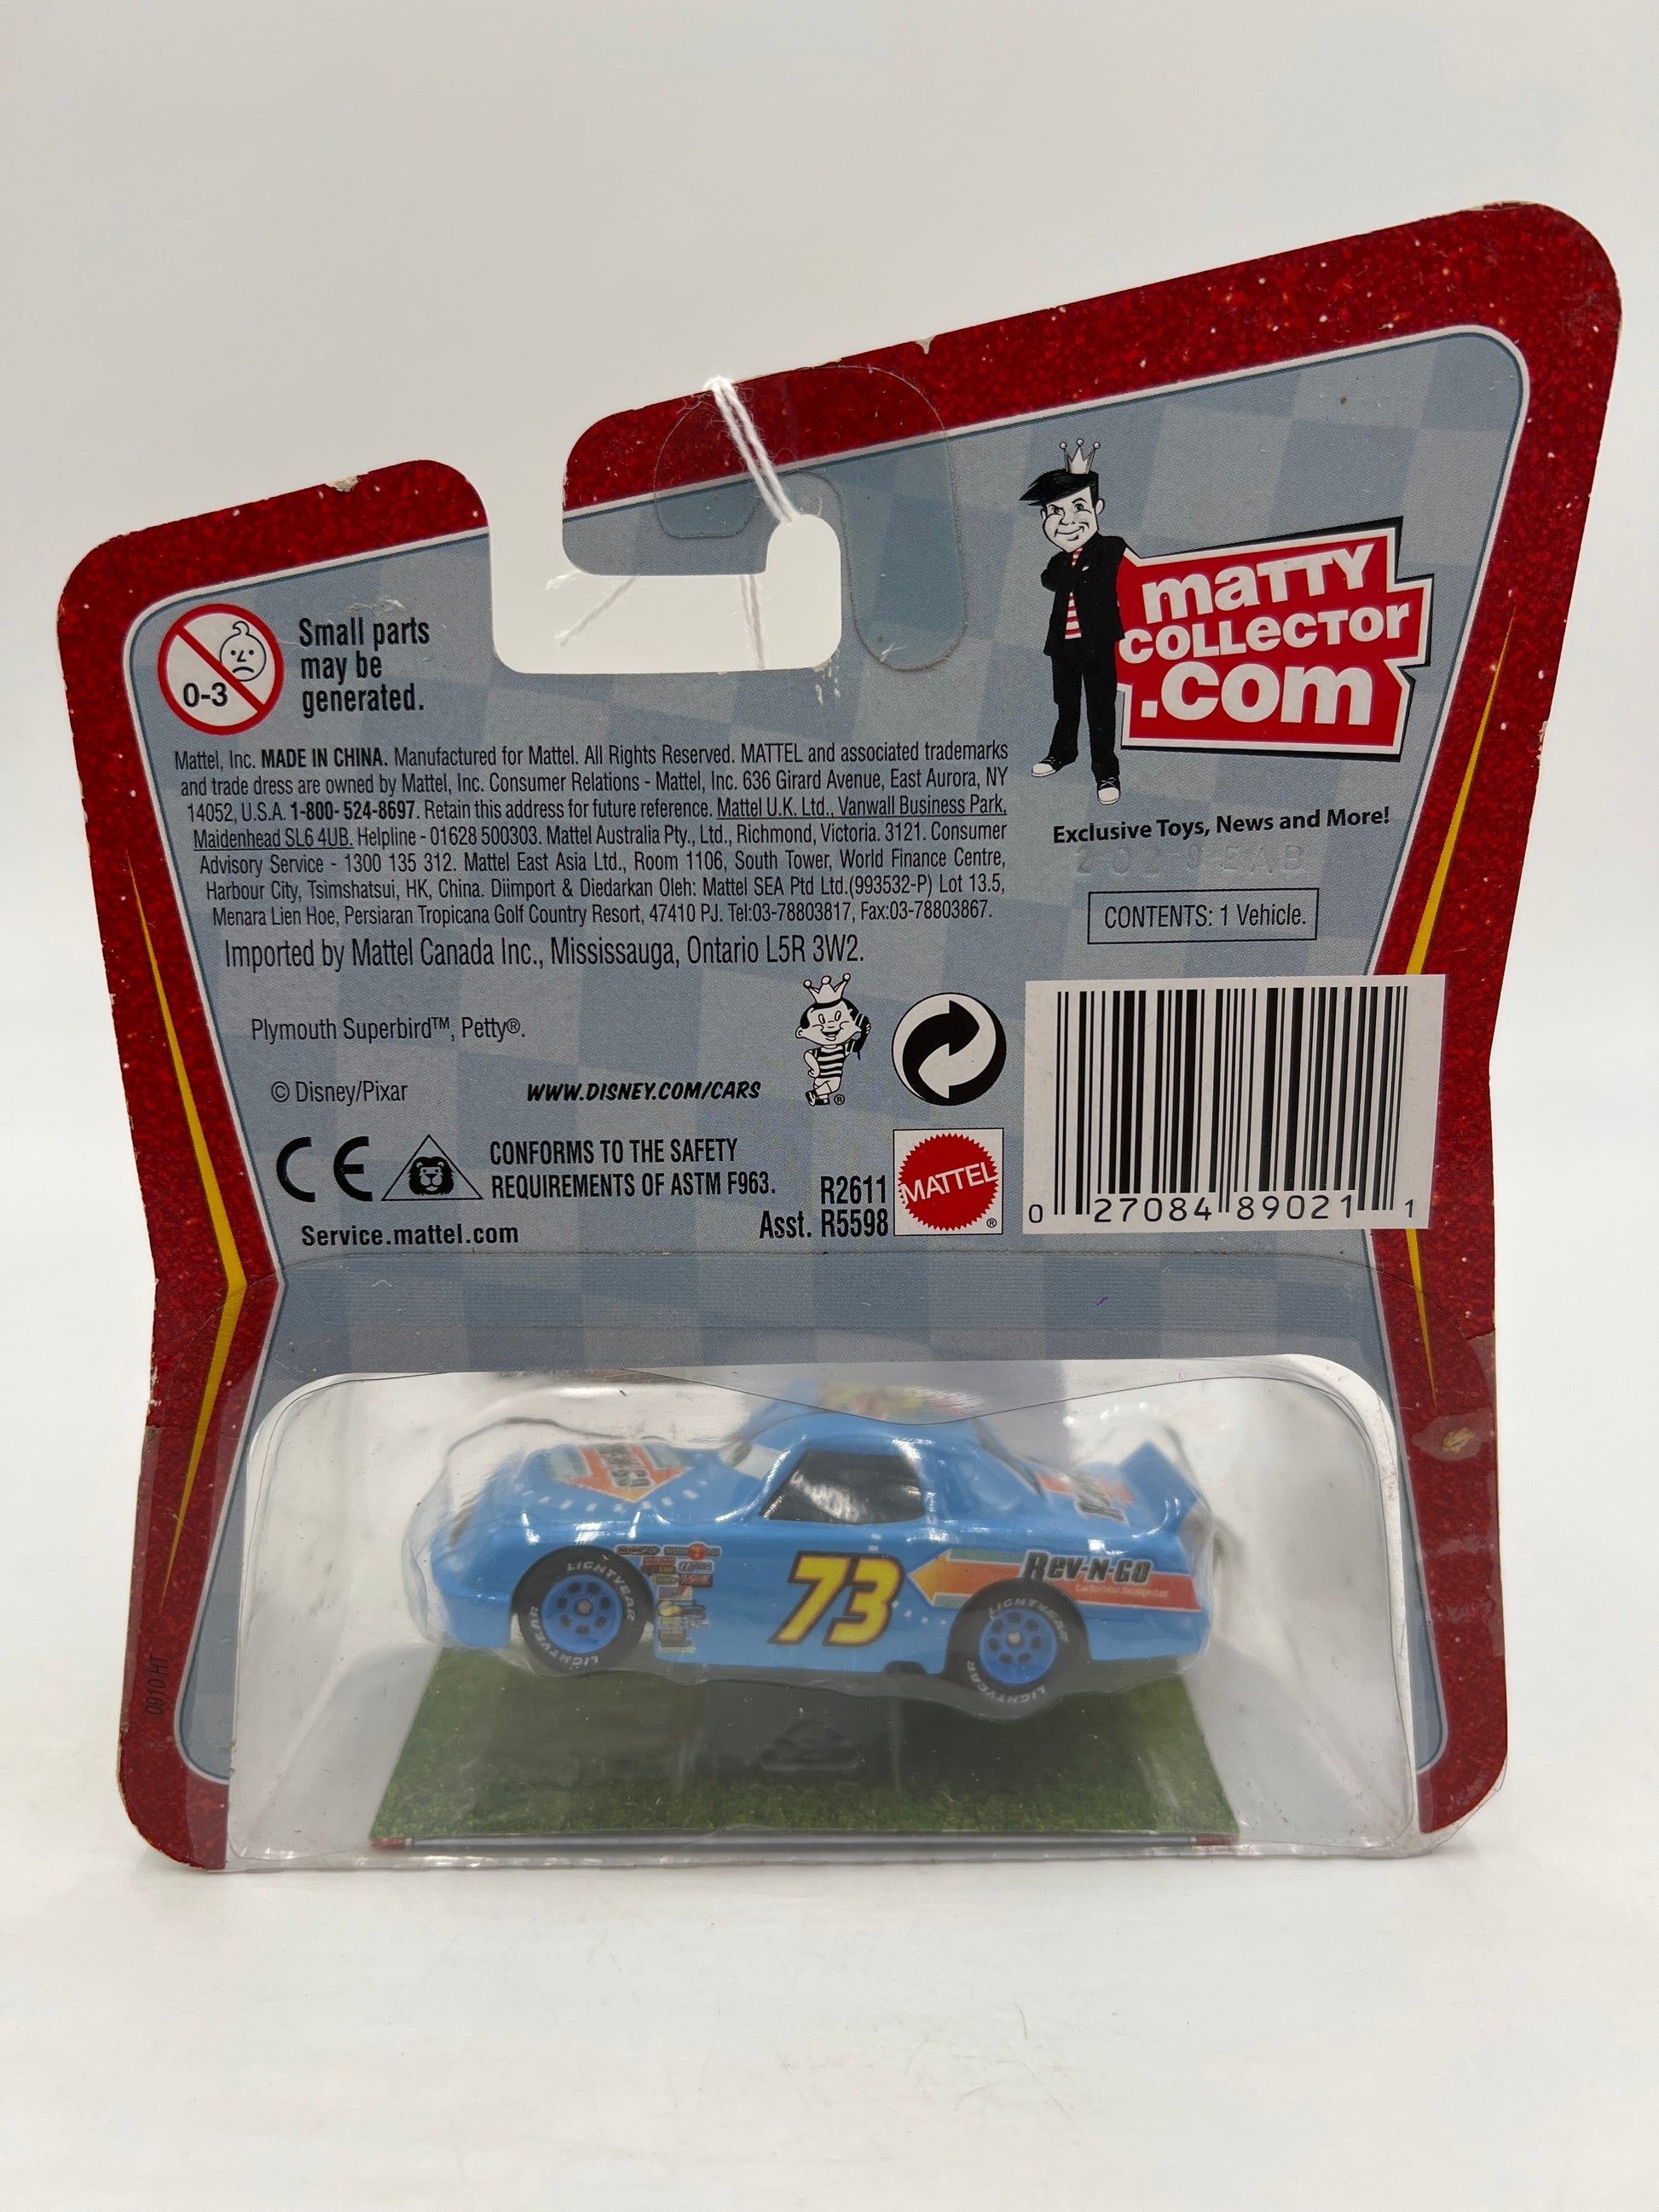 0-3
Small parts
may be
generated.
matty
collector
.com
Exclusive Toys, News and More!
CONTENTS: 1 Vehicle.
Mattel, Inc. MADE IN CHINA. Manufactured for Mattel. All Rights Reserved. MATTEL and associated trademarks
and trade dress are owned by Mattel, Inc. Consumer Relations - Mattel, Inc. 636 Girard Avenue, East Aurora, NY
14052, U.S.A. 1-800- 524-8697. Retain this address for future reference. Mattel U.K. Ltd., Vanwall Business Park,
Maidenhead SL6 4UB. Helpline - 01628 500303. Mattel Australia Pty., Ltd., Richmond, Victoria. 3121. Consumer
Advisory Service - 1300 135 312. Mattel East Asia Ltd., Room 1106, South Tower, World Finance Centre,
Harbour City, Tsimshatsui, HK, China. Diimport & Diedarkan Oleh: Mattel SEA Ptd Ltd.(993532-P) Lot 13.5,
Menara Lien Hoe, Persiaran Tropicana Golf Country Resort, 47410 PJ. Tel:03-78803817, Fax:03-78803867.
Imported by Mattel Canada Inc., Mississauga, Ontario L5R 3W2.
Plymouth Superbird™, Petty®.
© Disney/Pixar
WWW.DISNEY.COM/CARS
®
CE
CONFORMS TO THE SAFETY
REQUIREMENTS OF ASTM F963.
Service.mattel.com
R2611
Asst. R5598
MATTEL
®
0 27084 89021 1
0910 HT
73
Rev-N-Go
LIGHTYEAR
LIGHTYEAR
LIGHTYEAR
LIGHTYEAR